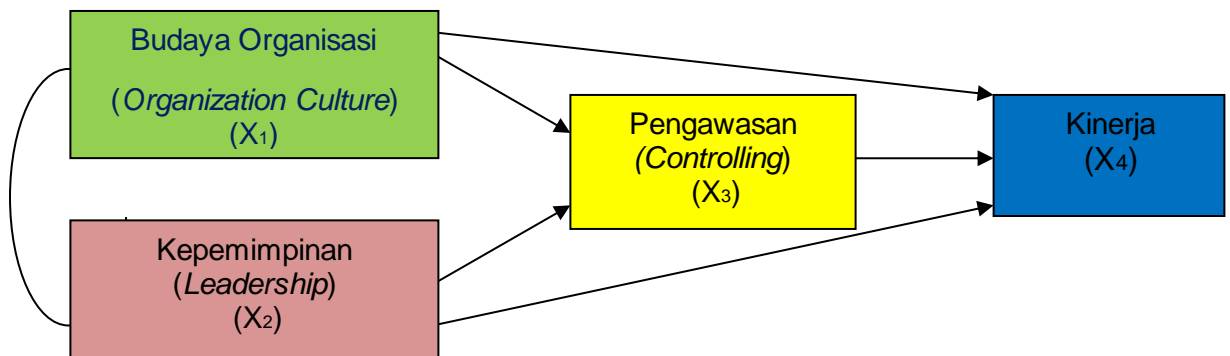 Budaya Organisasi
(Organization Culture)
(X₁)
Pengawasan
(Controlling)
(X₃)
Kinerja
(X₄)
Kepemimpinan
(Leadership)
(X₂)